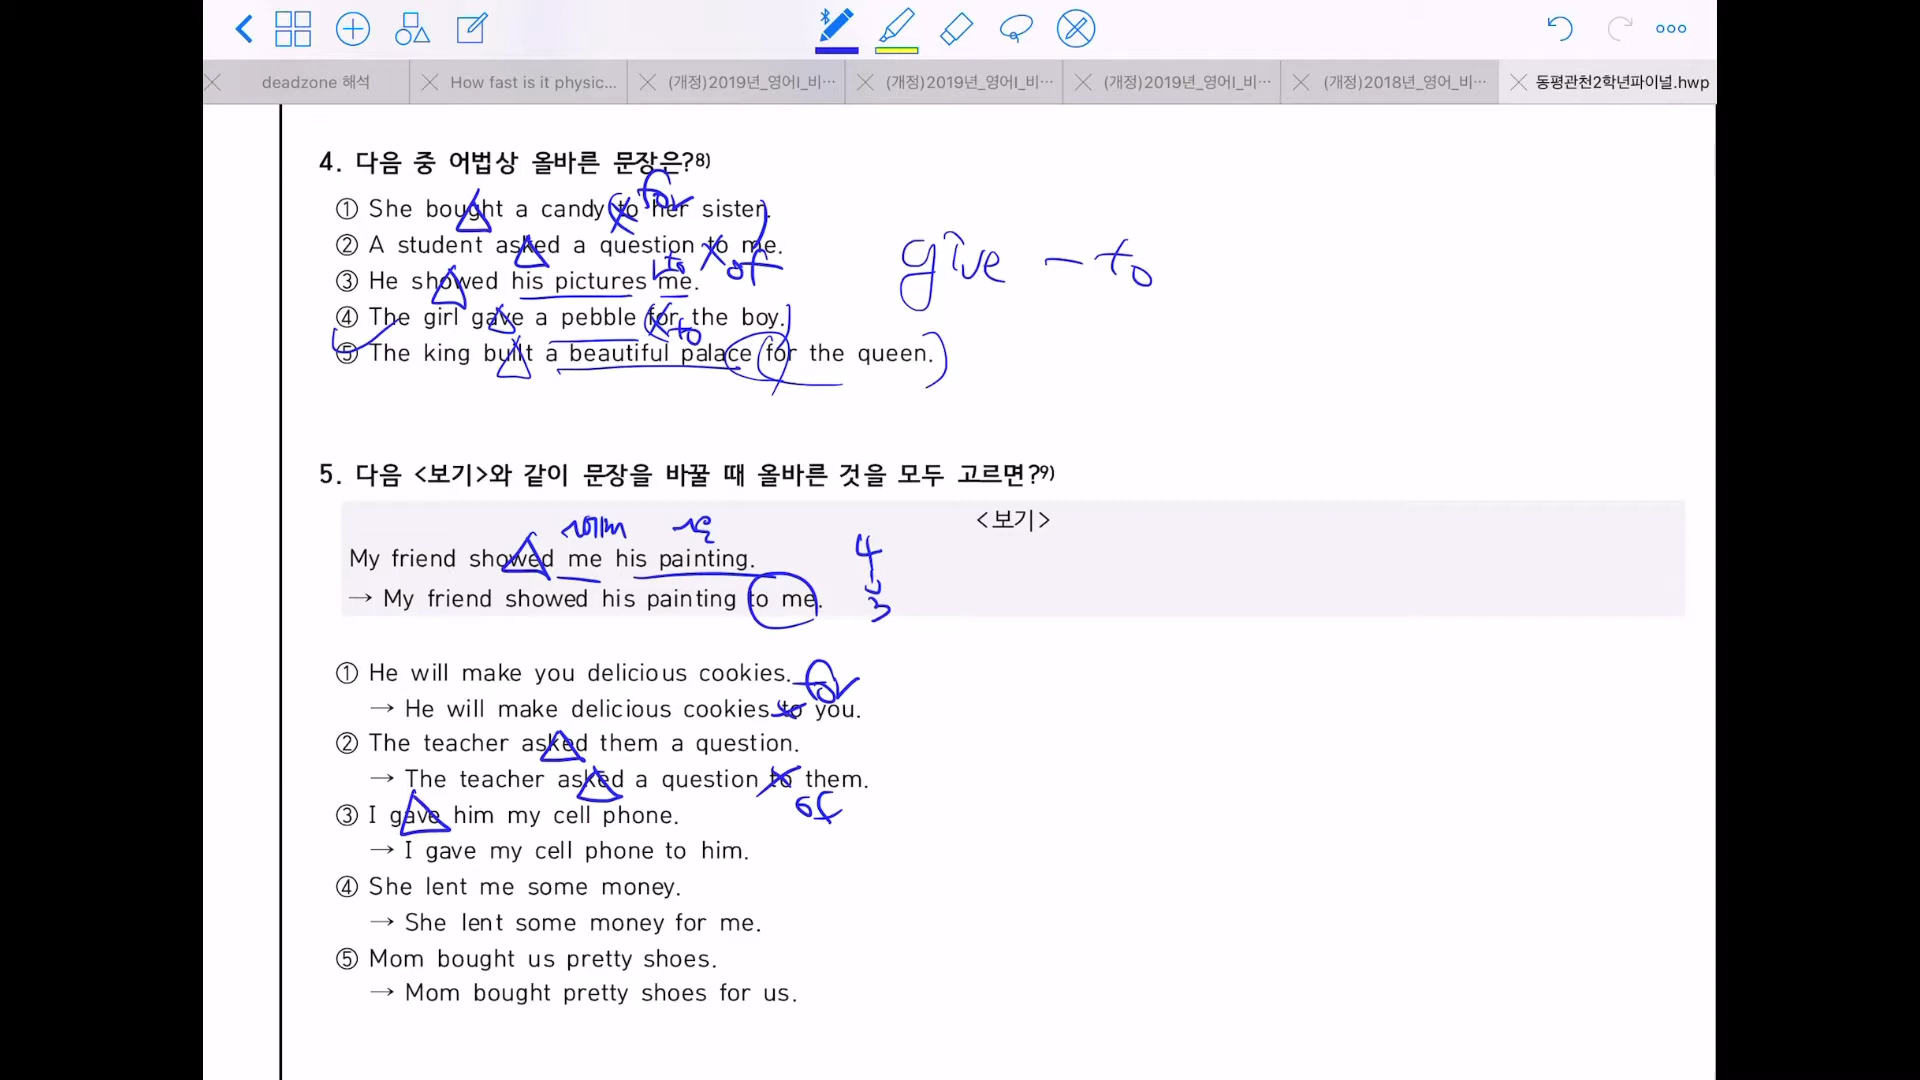 deadzone 해석
How fast is it physic...
(개정)2019년_영어I_비...
(개정)2019년_영어I_비...
(개정)2019년_영어I_비...
(개정)2018년_영어_비...
동평관천2학년파이널.hwp
4. 다음 중 어법상 올바른 문장은?8)
for
① She bought a candy to her sister.
② A student asked a question to me.
to of
give - to
③ He showed his pictures me.
④ The girl gave a pebble for the boy.
to
⑤ The king built a beautiful palace for the queen.
5. 다음 <보기>와 같이 문장을 바꿀 때 올바른 것을 모두 고르면?9)
<보기>
4
My friend showed me his painting.
→ My friend showed his painting to me.
3
① He will make you delicious cookies.
for
→ He will make delicious cookies to you.
② The teacher asked them a question.
→ The teacher asked a question to them.
of
③ I gave him my cell phone.
→ I gave my cell phone to him.
④ She lent me some money.
→ She lent some money for me.
⑤ Mom bought us pretty shoes.
→ Mom bought pretty shoes for us.